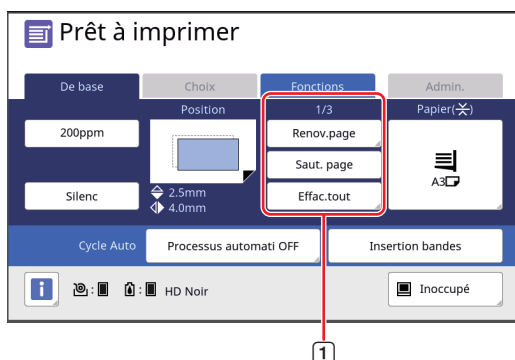 Prêt à imprimer
De base Choix Fonctions Admin.
Position 1/3 Papier( )
200ppm Renov.page
Saut. page
A3
Silenc 2.5mm Effac.tout
4.0mm
Cycle Auto Processus automati OFF Insertion bandes
i : : HD Noir Inoccupé
1